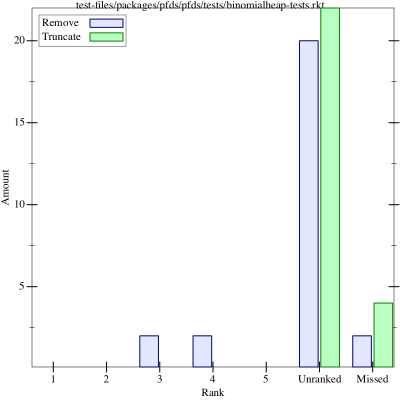 test-files/packages/pfds/pfds/tests/binomialheap-tests.rkt
Remove
Truncate
20
15
10
5
Amount
1 2 3 4 5 Unranked Missed
Rank